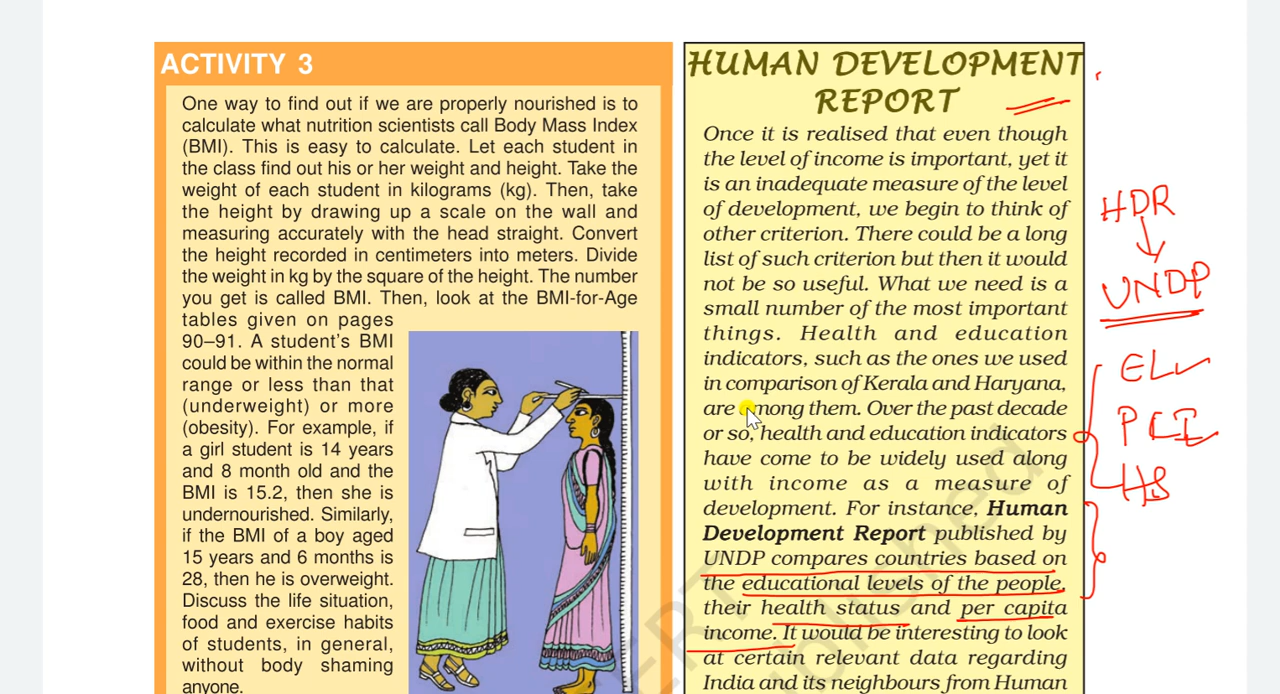 ACTIVITY 3
One way to find out if we are properly nourished is to
calculate what nutrition scientists call Body Mass Index
(BMI). This is easy to calculate. Let each student in
the class find out his or her weight and height. Take the
weight of each student in kilograms (kg). Then, take
the height by drawing up a scale on the wall and
measuring accurately with the head straight. Convert
the height recorded in centimeters into meters. Divide
the weight in kg by the square of the height. The number
you get is called BMI. Then, look at the BMI-for-Age
tables given on pages
90–91. A student's BMI
could be within the normal
range or less than that
(underweight) or more
(obesity). For example, if
a girl student is 14 years
and 8 month old and the
BMI is 15.2, then she is
undernourished. Similarly,
if the BMI of a boy aged
15 years and 6 months is
28, then he is overweight.
Discuss the life situation,
food and exercise habits
of students, in general,
without body shaming
anyone.
HUMAN DEVELOPMENT
REPORT
Once it is realised that even though
the level of income is important, yet it
is an inadequate measure of the level
of development, we begin to think of
other criterion. There could be a long
list of such criterion but then it would
not be so useful. What we need is a
small number of the most important
things. Health and education
indicators, such as the ones we used
in comparison of Kerala and Haryana,
are among them. Over the past decade
or so, health and education indicators
have come to be widely used along
with income as a measure of
development. For instance, Human
Development Report published by
UNDP compares countries based on
the educational levels of the people,
their health status and per capita
income. It would be interesting to look
at certain relevant data regarding
India and its neighbours from Human
HDR
UNDP
EL
PCI
HS